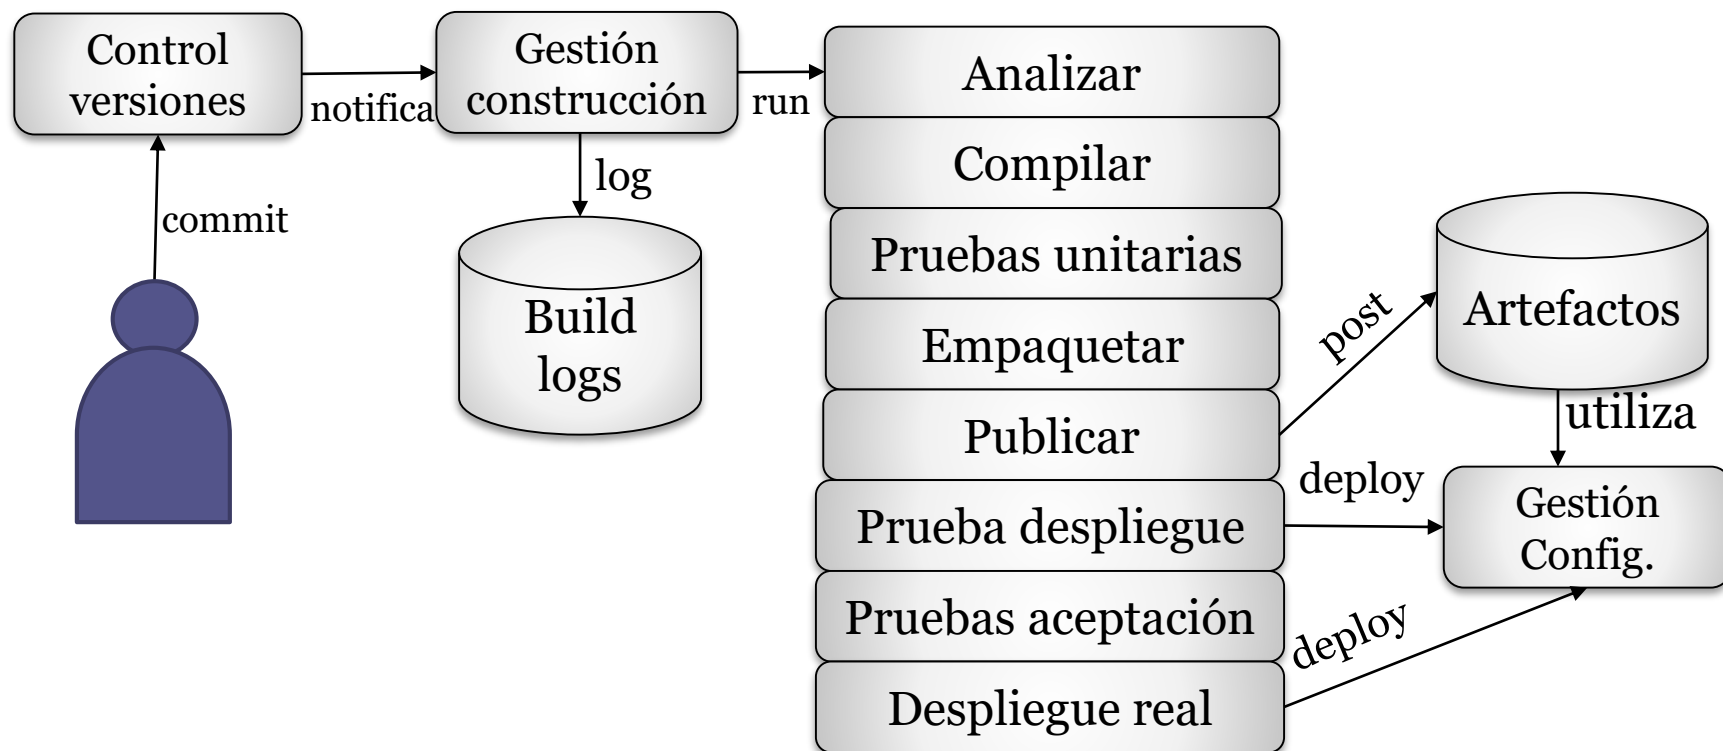 Control
versiones
notifica
Gestión
construcción
run
commit
log
Build
logs
Analizar
Compilar
Pruebas unitarias
Empaquetar
Publicar
Prueba despliegue
Pruebas aceptación
Despliegue real
post
Artefactos
utiliza
deploy
Gestión
Config.
deploy